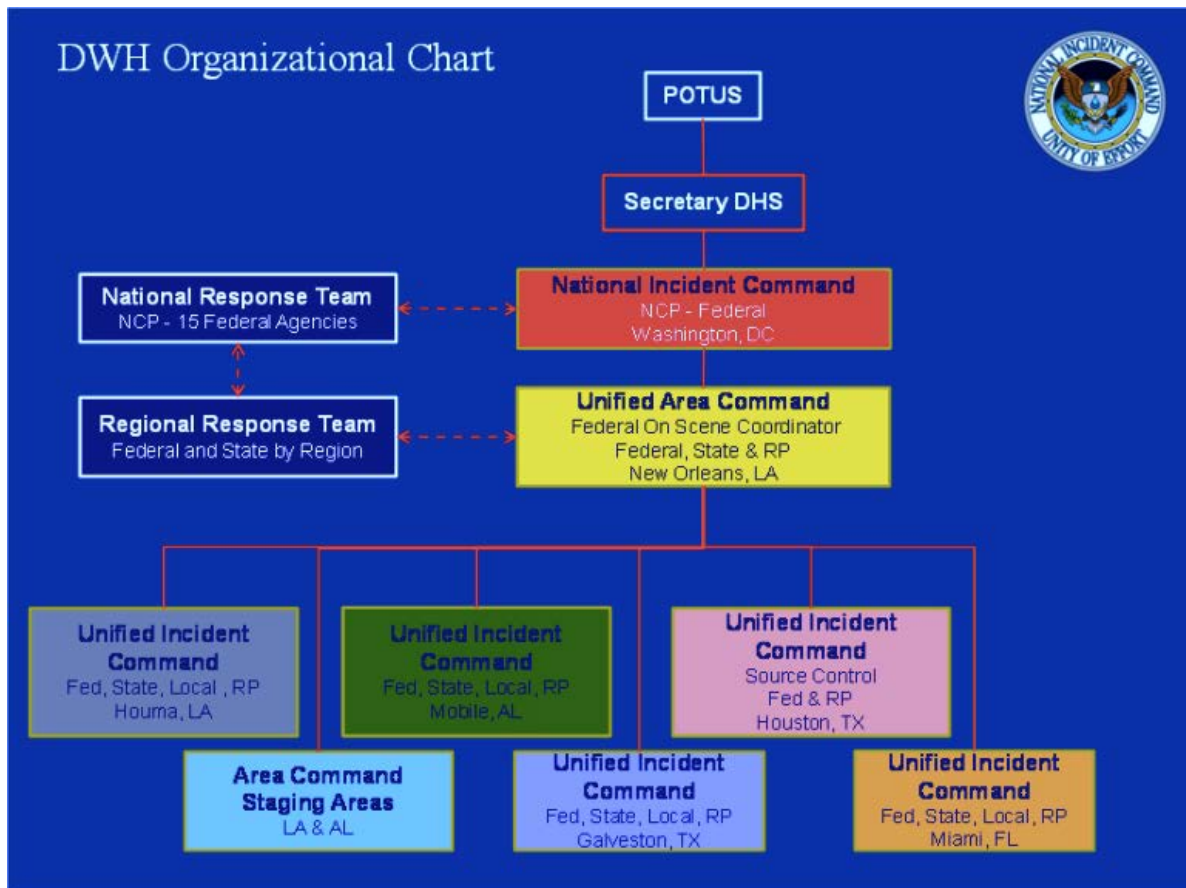 DWH Organizational Chart
NATIONAL INCIDENT COMMAND
UNITY OF EFFORT
POTUS
Secretary DHS
National Incident Command
NCP - Federal
Washington, DC
National Response Team
NCP - 15 Federal Agencies
Unified Area Command
Federal On Scene Coordinator
Federal, State & RP
New Orleans, LA
Regional Response Team
Federal and State by Region
Unified Incident
Command
Fed, State, Local , RP
Houma, LA
Unified Incident
Command
Fed, State, Local, RP
Mobile, AL
Unified Incident
Command
Source Control
Fed & RP
Houston, TX
Area Command
Staging Areas
LA & AL
Unified Incident
Command
Fed, State, Local, RP
Galveston, TX
Unified Incident
Command
Fed, State, Local, RP
Miami, FL